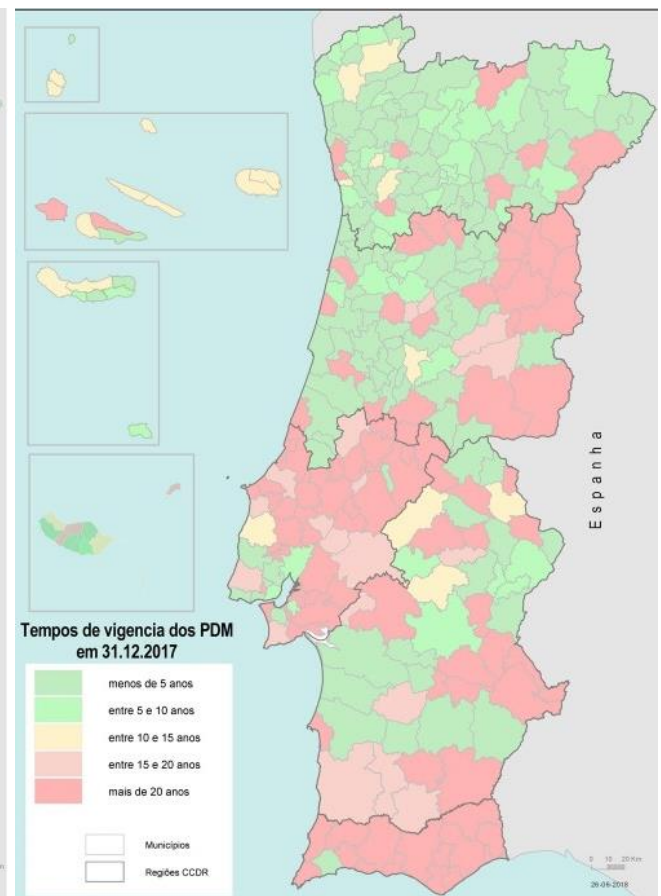 Espanha
Tempos de vigencia dos PDM
em 31.12.2017
menos de 5 anos
entre 5 e 10 anos
entre 10 e 15 anos
entre 15 e 20 anos
mais de 20 anos
Municípios
Regiões CCDR
0 10 20 Km
26-06-2018